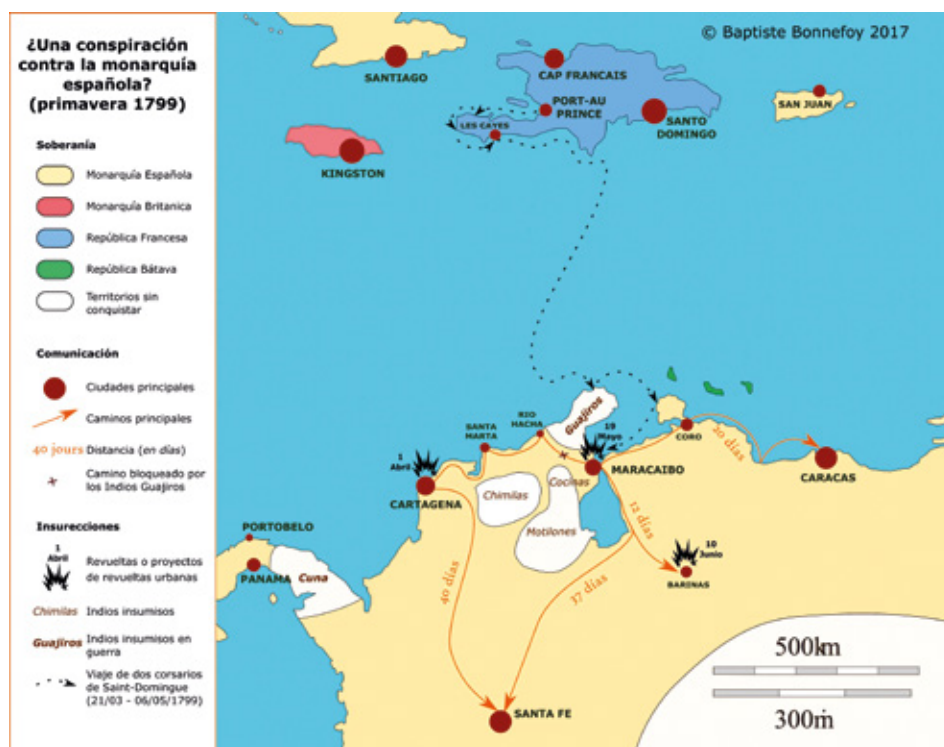 ¿Una conspiración
contra la monarquía
española?
(primavera 1799)
Soberanía
Monarquía Española
Monarquía Britanica
República Francesa
República Bátava
Territorios sin
conquistar
Comunicación
Ciudades principales
Caminos principales
40 jours Distancia (en días)
Camino bloqueado por
los Indios Guajiros
Insurecciones
1
Abril
Revueltas o proyectos
de revueltas urbanas
Chimilas Indios insumisos
Guajiros Indios insumisos en
guerra
Viaje de dos corsarios
de Saint-Domingue
(21/03 - 06/05/1799)
© Baptiste Bonnefoy 2017
SANTIAGO
CAP FRANCAIS
PORT-AU
PRINCE
LES CAYES
SANTO
DOMINGO
SAN JUAN
KINGSTON
Guajiros
RIO
HACHA
SANTA
MARTA
19
Mayo
CORO
20 días
CARACAS
MARACAIBO
1
Abril
CARTAGENA
Cocinas
Chimilas
Motilones
12 días
10
Junio
BARINAS
PORTOBELO
PANAMA
Cuna
40 días
37 días
SANTA FE
500km
300m